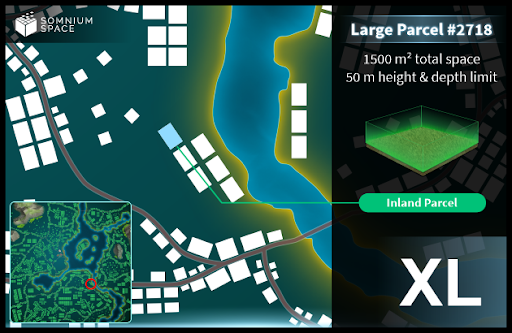 SOMNIUM
SPACE
Large Parcel #2718
1500 m² total space
50 m height & depth limit
Inland Parcel
XL